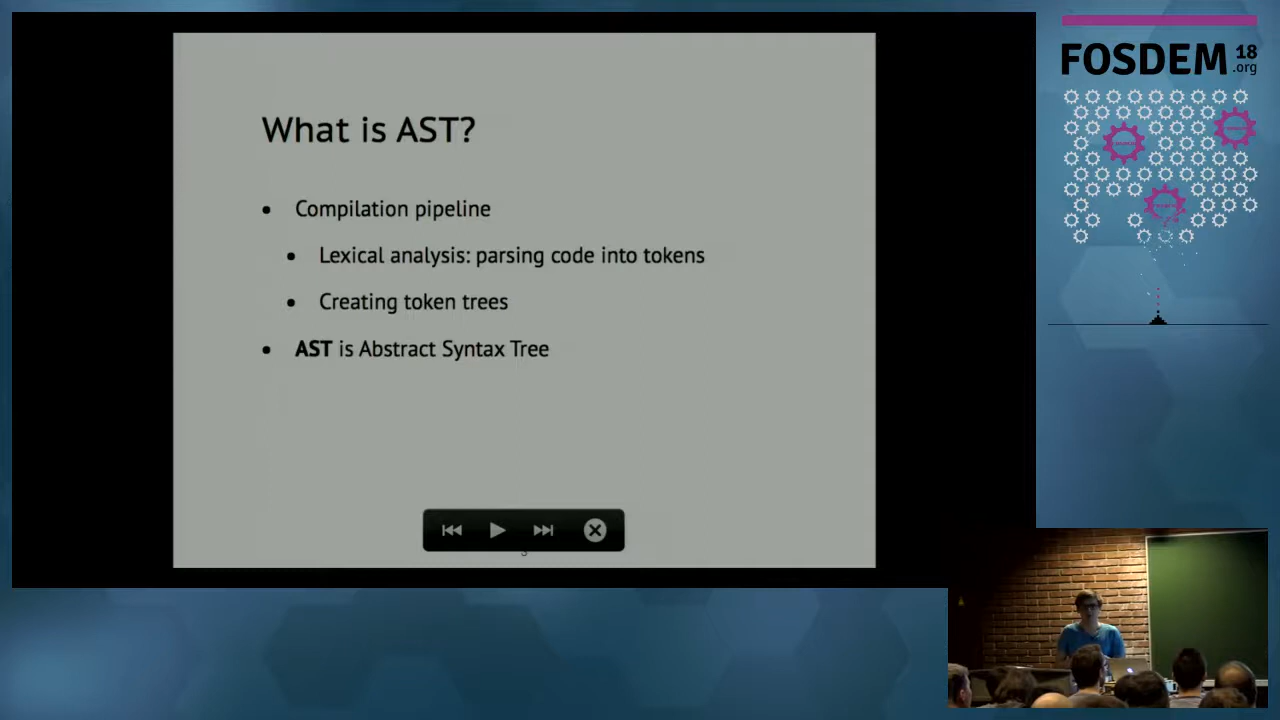 What is AST?
• Compilation pipeline
• Lexical analysis: parsing code into tokens
• Creating token trees
• AST is Abstract Syntax Tree
3
FOSDEM 18
.org